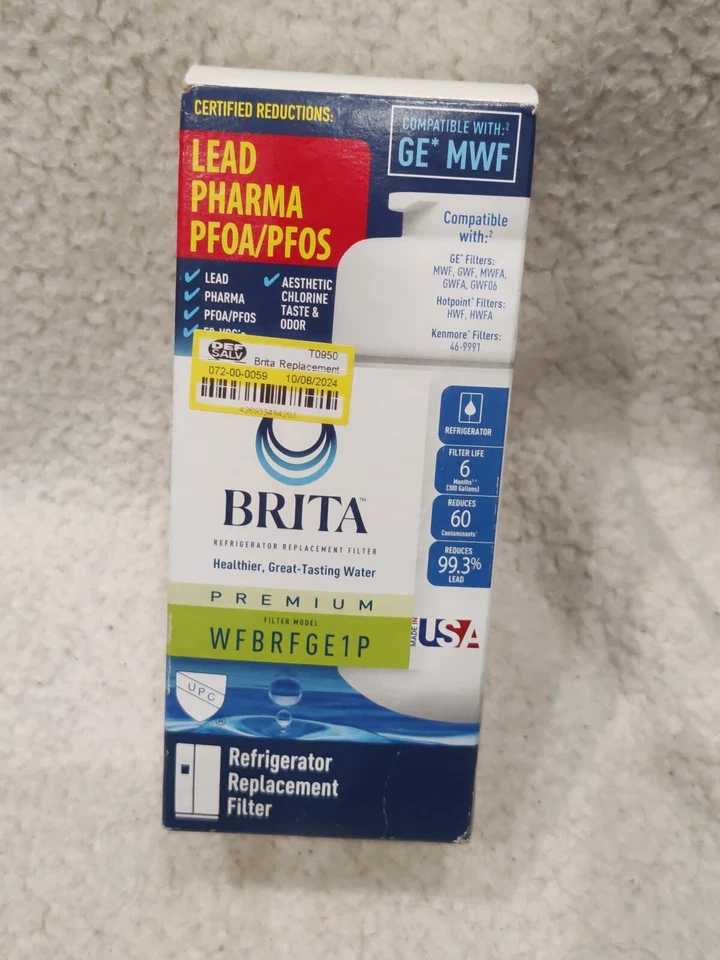 CERTIFIED REDUCTIONS:
LEAD
PHARMA
PFOA/PFOS
COMPATIBLE WITH:²
GE* MWF
Compatible
with:²
GE* Filters:
MWF, GWF, MWFA,
GWFA, GWF06
Hotpoint* Filters:
HWF, HWFA
Kenmore* Filters:
46-9991
LEAD
PHARMA
PFOA/PFOS
AESTHETIC
CHLORINE
TASTE &
ODOR
DEF
SALV
T0950
Brita Replacement
072-00-0059 10/08/2024
BRITA™
REFRIGERATOR REPLACEMENT FILTER
Healthier, Great-Tasting Water
PREMIUM
FILTER MODEL
WFBRFGE1P
REFRIGERATOR
FILTER LIFE
6
Months
(300 Gallons)
REDUCES
60
Contaminants
REDUCES
99.3%
LEAD
MADE IN
USA
UPC
®
Refrigerator
Replacement
Filter